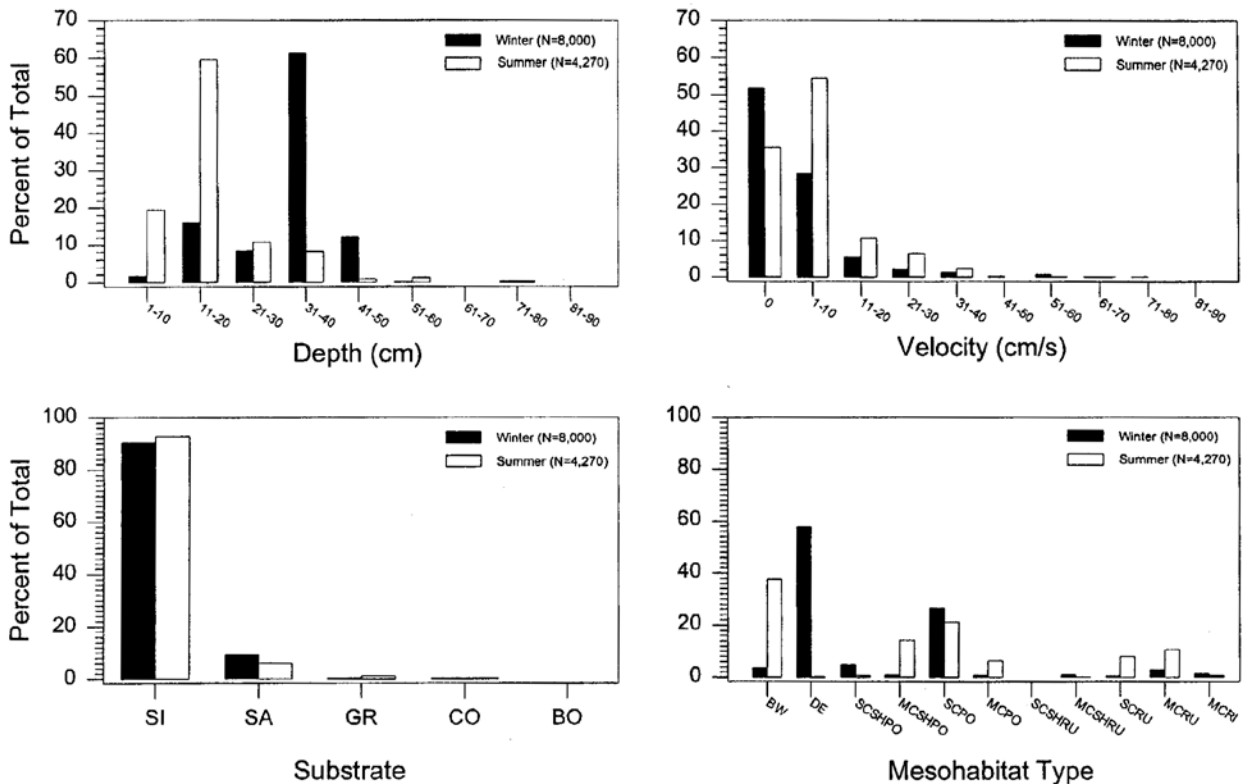 70
60
50
40
30
20
10
0
Percent of Total
Winter (N=8,000)
Summer (N=4,270)
1-10
11-20
21-30
31-40
41-50
51-60
61-70
71-80
81-90
Depth (cm)
70
60
50
40
30
20
10
0
Winter (N=8,000)
Summer (N=4,270)
0
1-10
11-20
21-30
31-40
41-50
51-60
61-70
71-80
81-90
Velocity (cm/s)
100
80
60
40
20
0
Percent of Total
Winter (N=8,000)
Summer (N=4,270)
SI
SA
GR
CO
BO
Substrate
100
80
60
40
20
0
Winter (N=8,000)
Summer (N=4,270)
BW
DE
SCSHPO
MCSHPO
SCPO
MCPO
SCSHRU
MCSHRU
SCRU
MCRU
MCRI
Mesohabitat Type